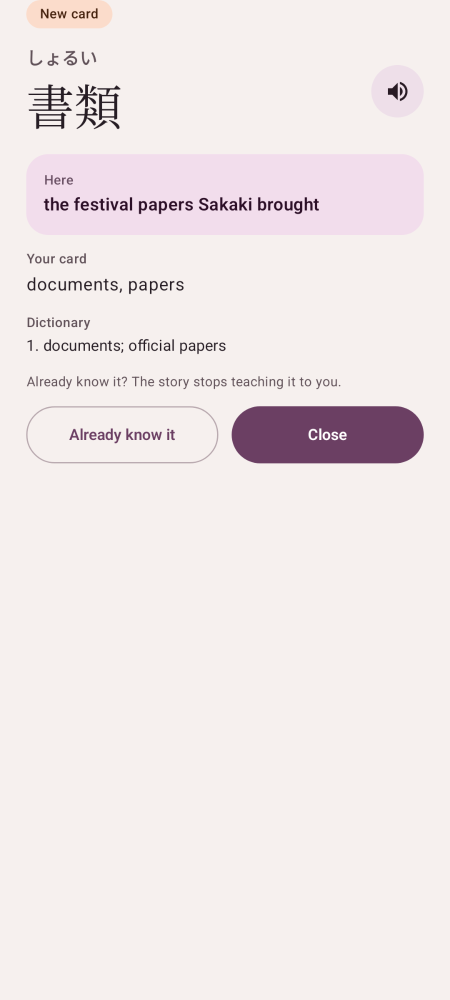 New card
しょるい
書類
Here
the festival papers Sakaki brought
Your card
documents, papers
Dictionary
1. documents; official papers
Already know it? The story stops teaching it to you.
Already know it
Close